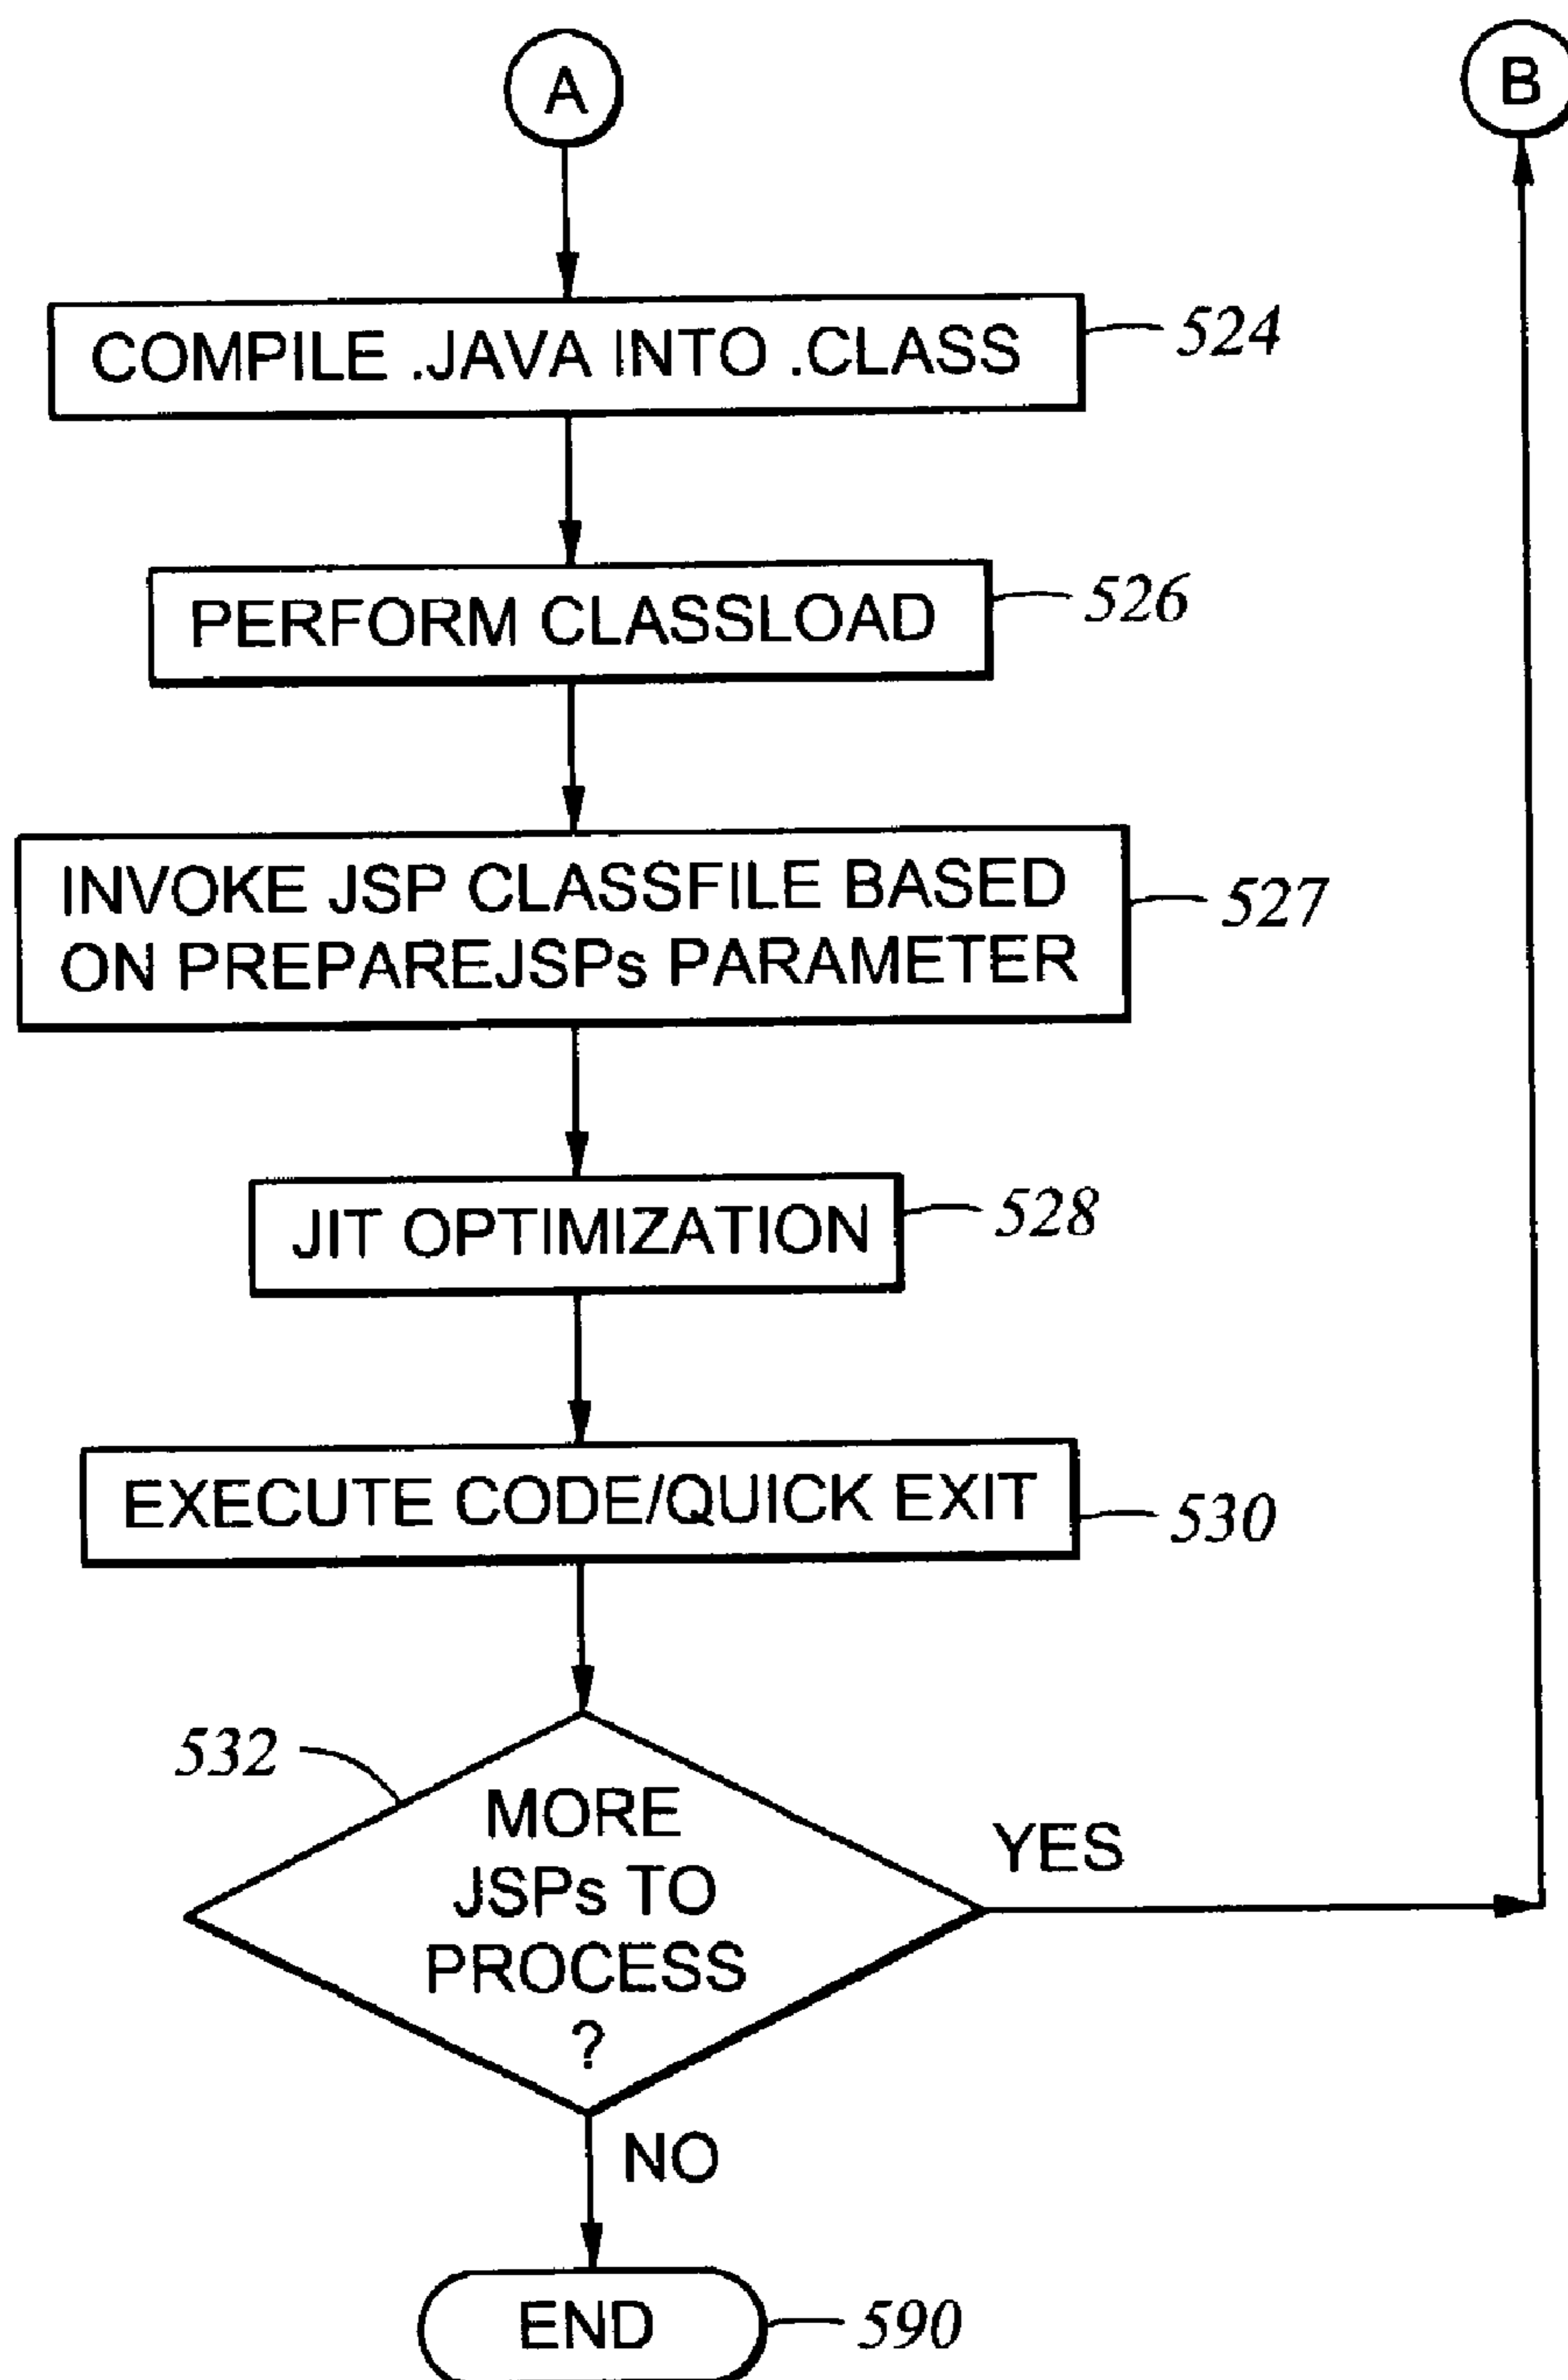 A
B
COMPILE .JAVA INTO .CLASS
524
PERFORM CLASSLOAD
526
INVOKE JSP CLASSFILE BASED
ON PREPAREJSPs PARAMETER
527
JIT OPTIMIZATION
528
EXECUTE CODE/QUICK EXIT
530
532
MORE
JSPs TO
PROCESS
?
YES
NO
END
590